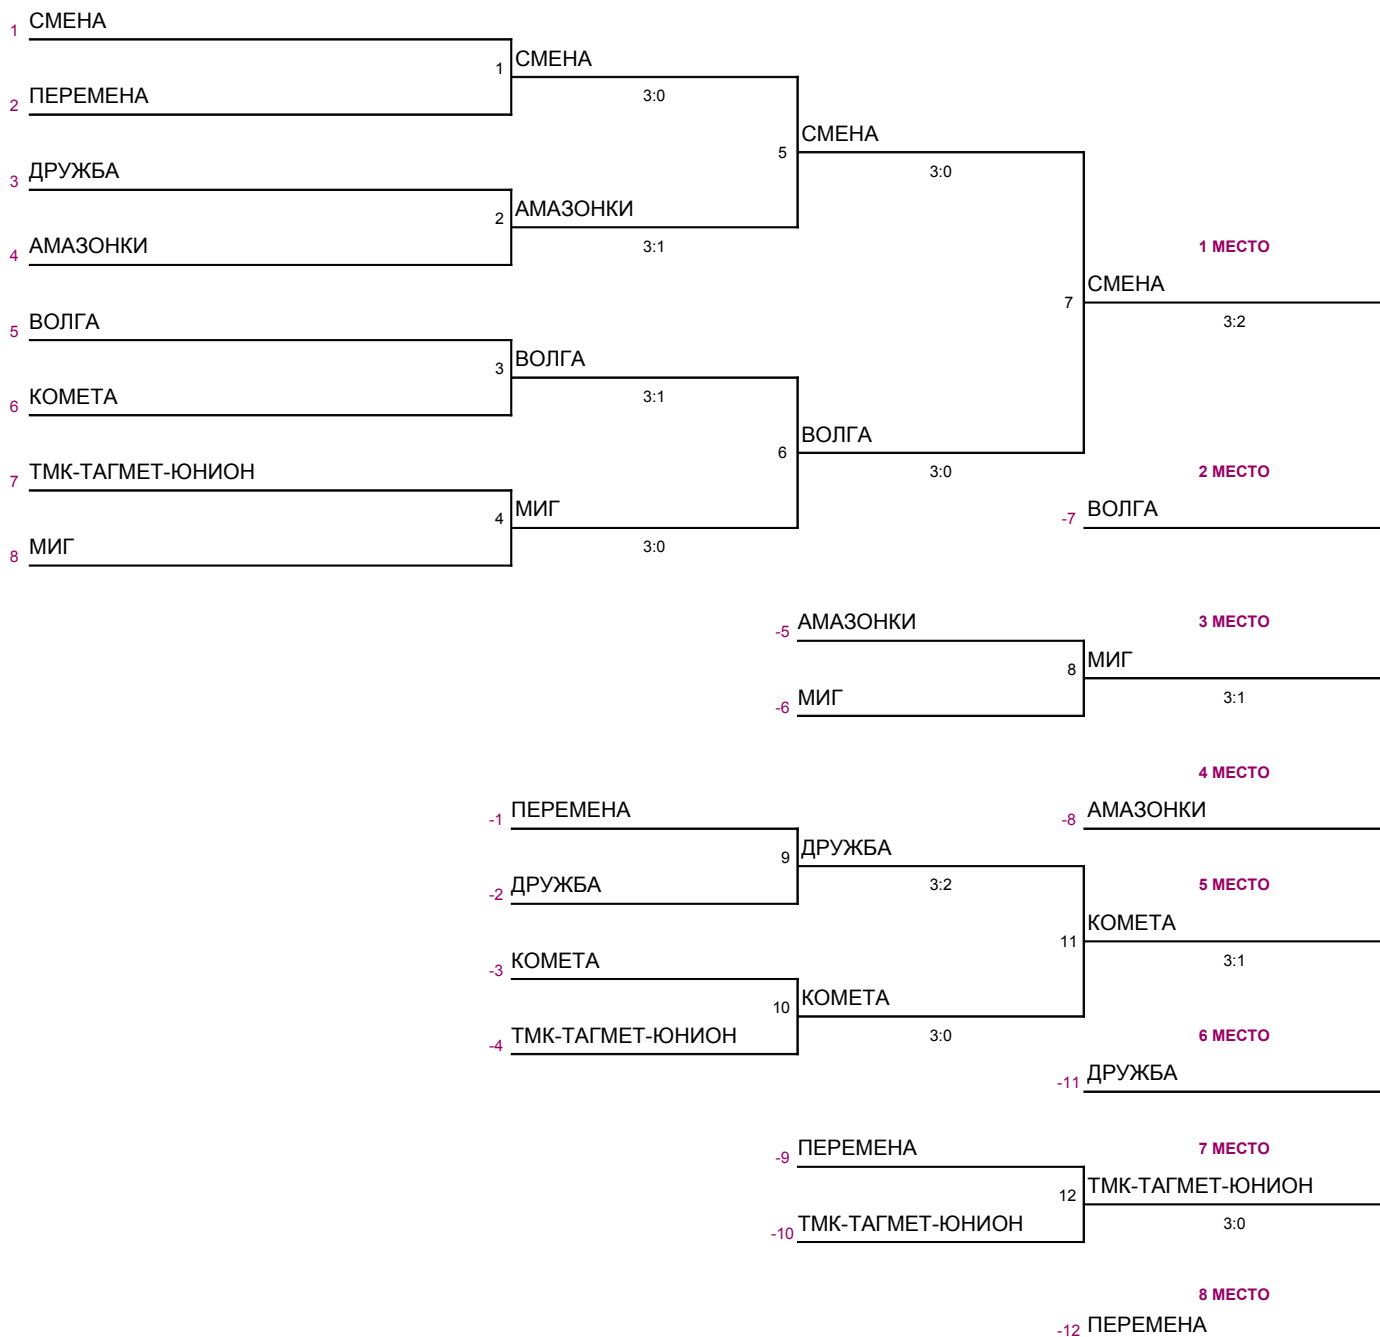 1 СМЕНА
1 СМЕНА
3:0
2 ПЕРЕМЕНА
5 СМЕНА
3:0
3 ДРУЖБА
2 АМАЗОНКИ
3:1
4 АМАЗОНКИ
1 МЕСТО
7 СМЕНА
3:2
5 ВОЛГА
3 ВОЛГА
3:1
6 КОМЕТА
6 ВОЛГА
3:0
7 ТМК-ТАГМЕТ-ЮНИОН
2 МЕСТО
4 МИГ
3:0
-7 ВОЛГА
8 МИГ
-5 АМАЗОНКИ
3 МЕСТО
8 МИГ
3:1
-6 МИГ
4 МЕСТО
-1 ПЕРЕМЕНА
-8 АМАЗОНКИ
9 ДРУЖБА
3:2
-2 ДРУЖБА
5 МЕСТО
11 КОМЕТА
3:1
-3 КОМЕТА
10 КОМЕТА
3:0
-4 ТМК-ТАГМЕТ-ЮНИОН
6 МЕСТО
-11 ДРУЖБА
-9 ПЕРЕМЕНА
7 МЕСТО
12 ТМК-ТАГМЕТ-ЮНИОН
3:0
-10 ТМК-ТАГМЕТ-ЮНИОН
8 МЕСТО
-12 ПЕРЕМЕНА